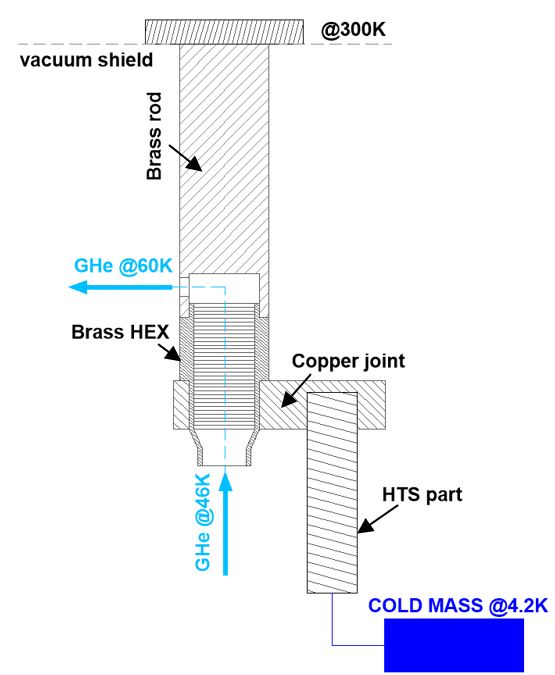 @300K
vacuum shield
Brass rod
GHe @60K
Brass HEX
Copper joint
GHe @46K
HTS part
COLD MASS @4.2K